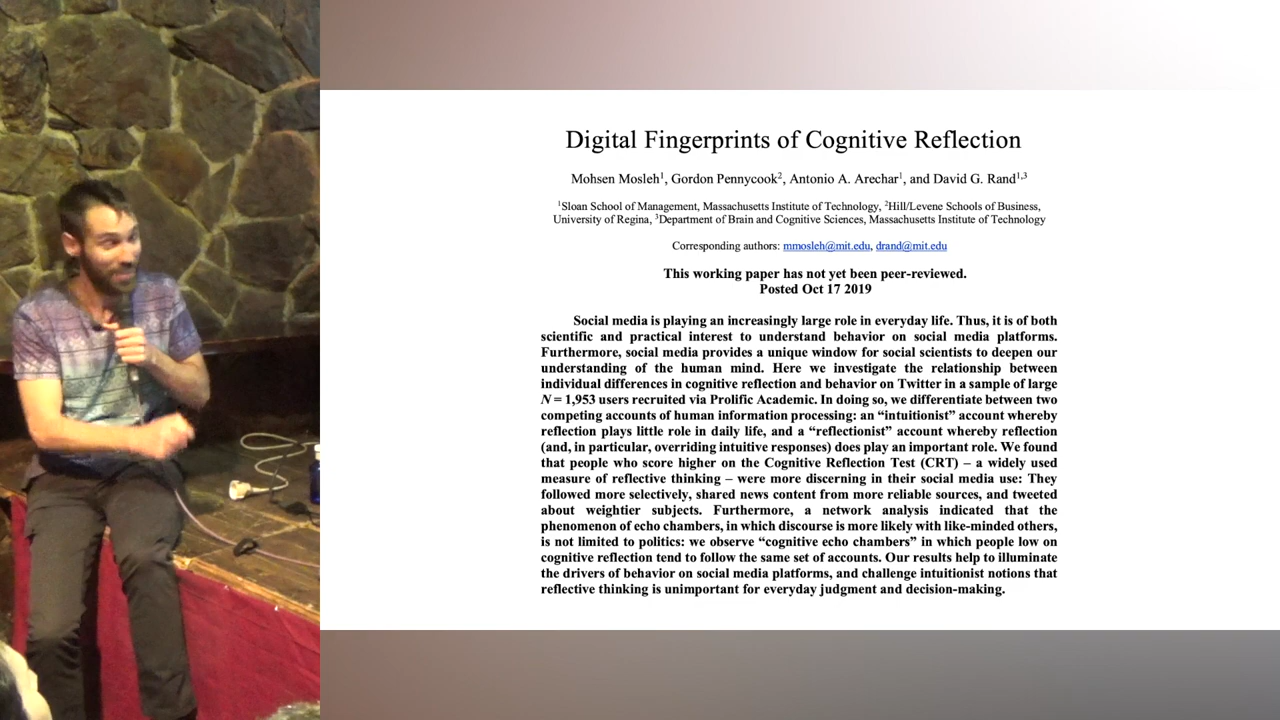 Digital Fingerprints of Cognitive Reflection
Mohsen Mosleh¹, Gordon Pennycook², Antonio A. Arechar¹, and David G. Rand¹,³
¹Sloan School of Management, Massachusetts Institute of Technology, ²Hill/Levene Schools of Business,
University of Regina, ³Department of Brain and Cognitive Sciences, Massachusetts Institute of Technology
Corresponding authors: mmosleh@mit.edu, drand@mit.edu
This working paper has not yet been peer-reviewed.
Posted Oct 17 2019
Social media is playing an increasingly large role in everyday life. Thus, it is of both
scientific and practical interest to understand behavior on social media platforms.
Furthermore, social media provides a unique window for social scientists to deepen our
understanding of the human mind. Here we investigate the relationship between
individual differences in cognitive reflection and behavior on Twitter in a sample of large
N = 1,953 users recruited via Prolific Academic. In doing so, we differentiate between two
competing accounts of human information processing: an “intuitionist” account whereby
reflection plays little role in daily life, and a “reflectionist” account whereby reflection
(and, in particular, overriding intuitive responses) does play an important role. We found
that people who score higher on the Cognitive Reflection Test (CRT) – a widely used
measure of reflective thinking – were more discerning in their social media use: They
followed more selectively, shared news content from more reliable sources, and tweeted
about weightier subjects. Furthermore, a network analysis indicated that the
phenomenon of echo chambers, in which discourse is more likely with like-minded others,
is not limited to politics: we observe “cognitive echo chambers” in which people low on
cognitive reflection tend to follow the same set of accounts. Our results help to illuminate
the drivers of behavior on social media platforms, and challenge intuitionist notions that
reflective thinking is unimportant for everyday judgment and decision-making.